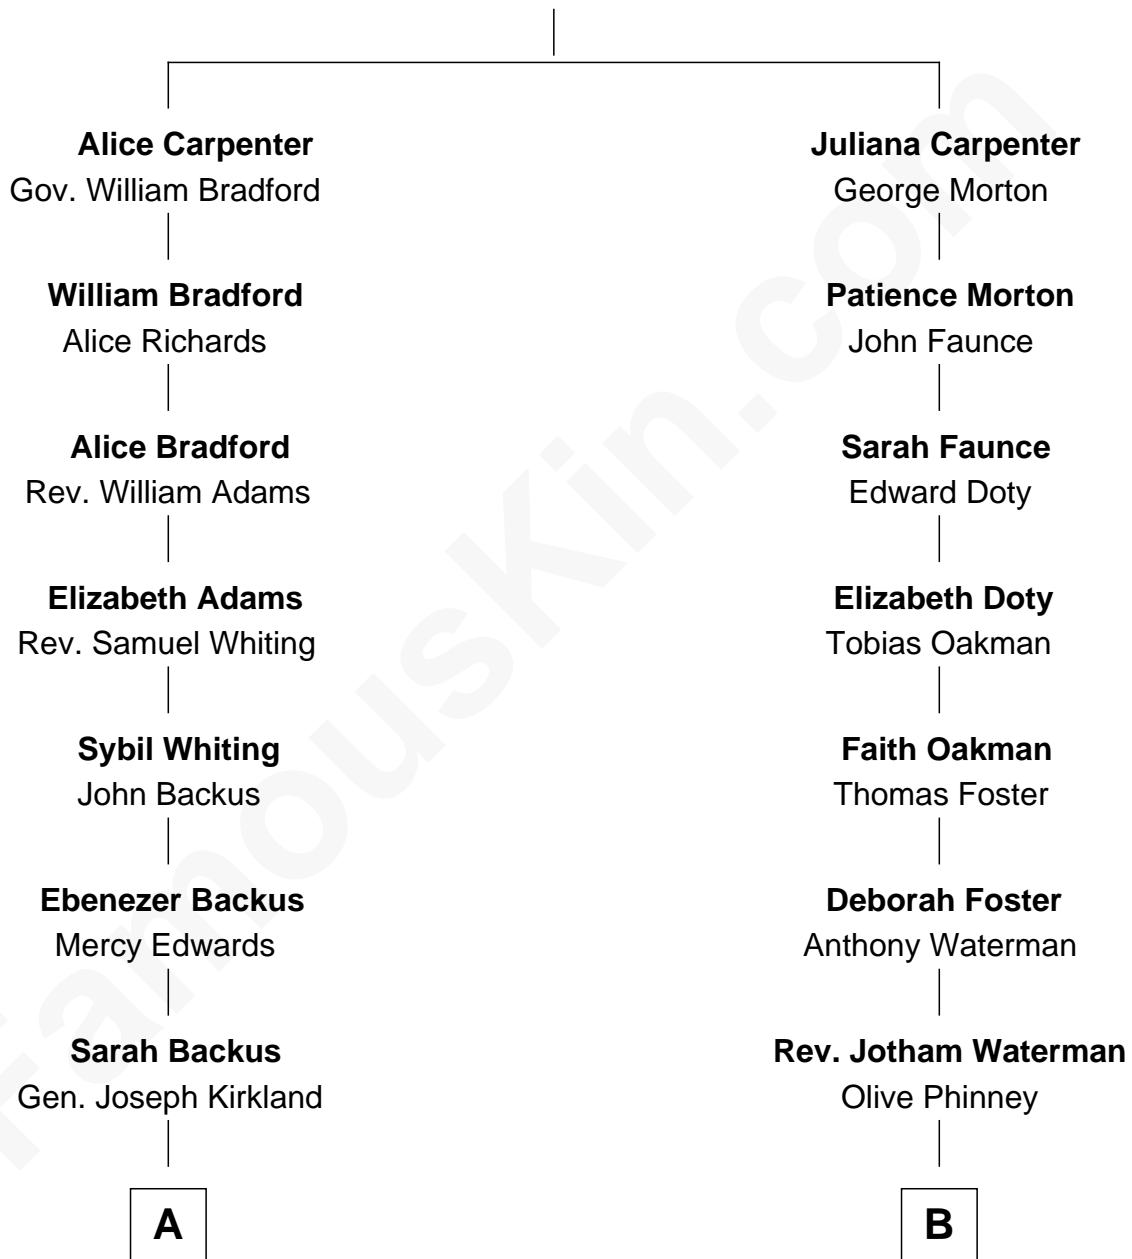 Alice Carpenter
Gov. William Bradford
William Bradford
Alice Richards
Alice Bradford
Rev. William Adams
Elizabeth Adams
Rev. Samuel Whiting
Sybil Whiting
John Backus
Ebenezer Backus
Mercy Edwards
Sarah Backus
Gen. Joseph Kirkland
A
Juliana Carpenter
George Morton
Patience Morton
John Faunce
Sarah Faunce
Edward Doty
Elizabeth Doty
Tobias Oakman
Faith Oakman
Thomas Foster
Deborah Foster
Anthony Waterman
Rev. Jotham Waterman
Olive Phinney
B
FamousKin.com